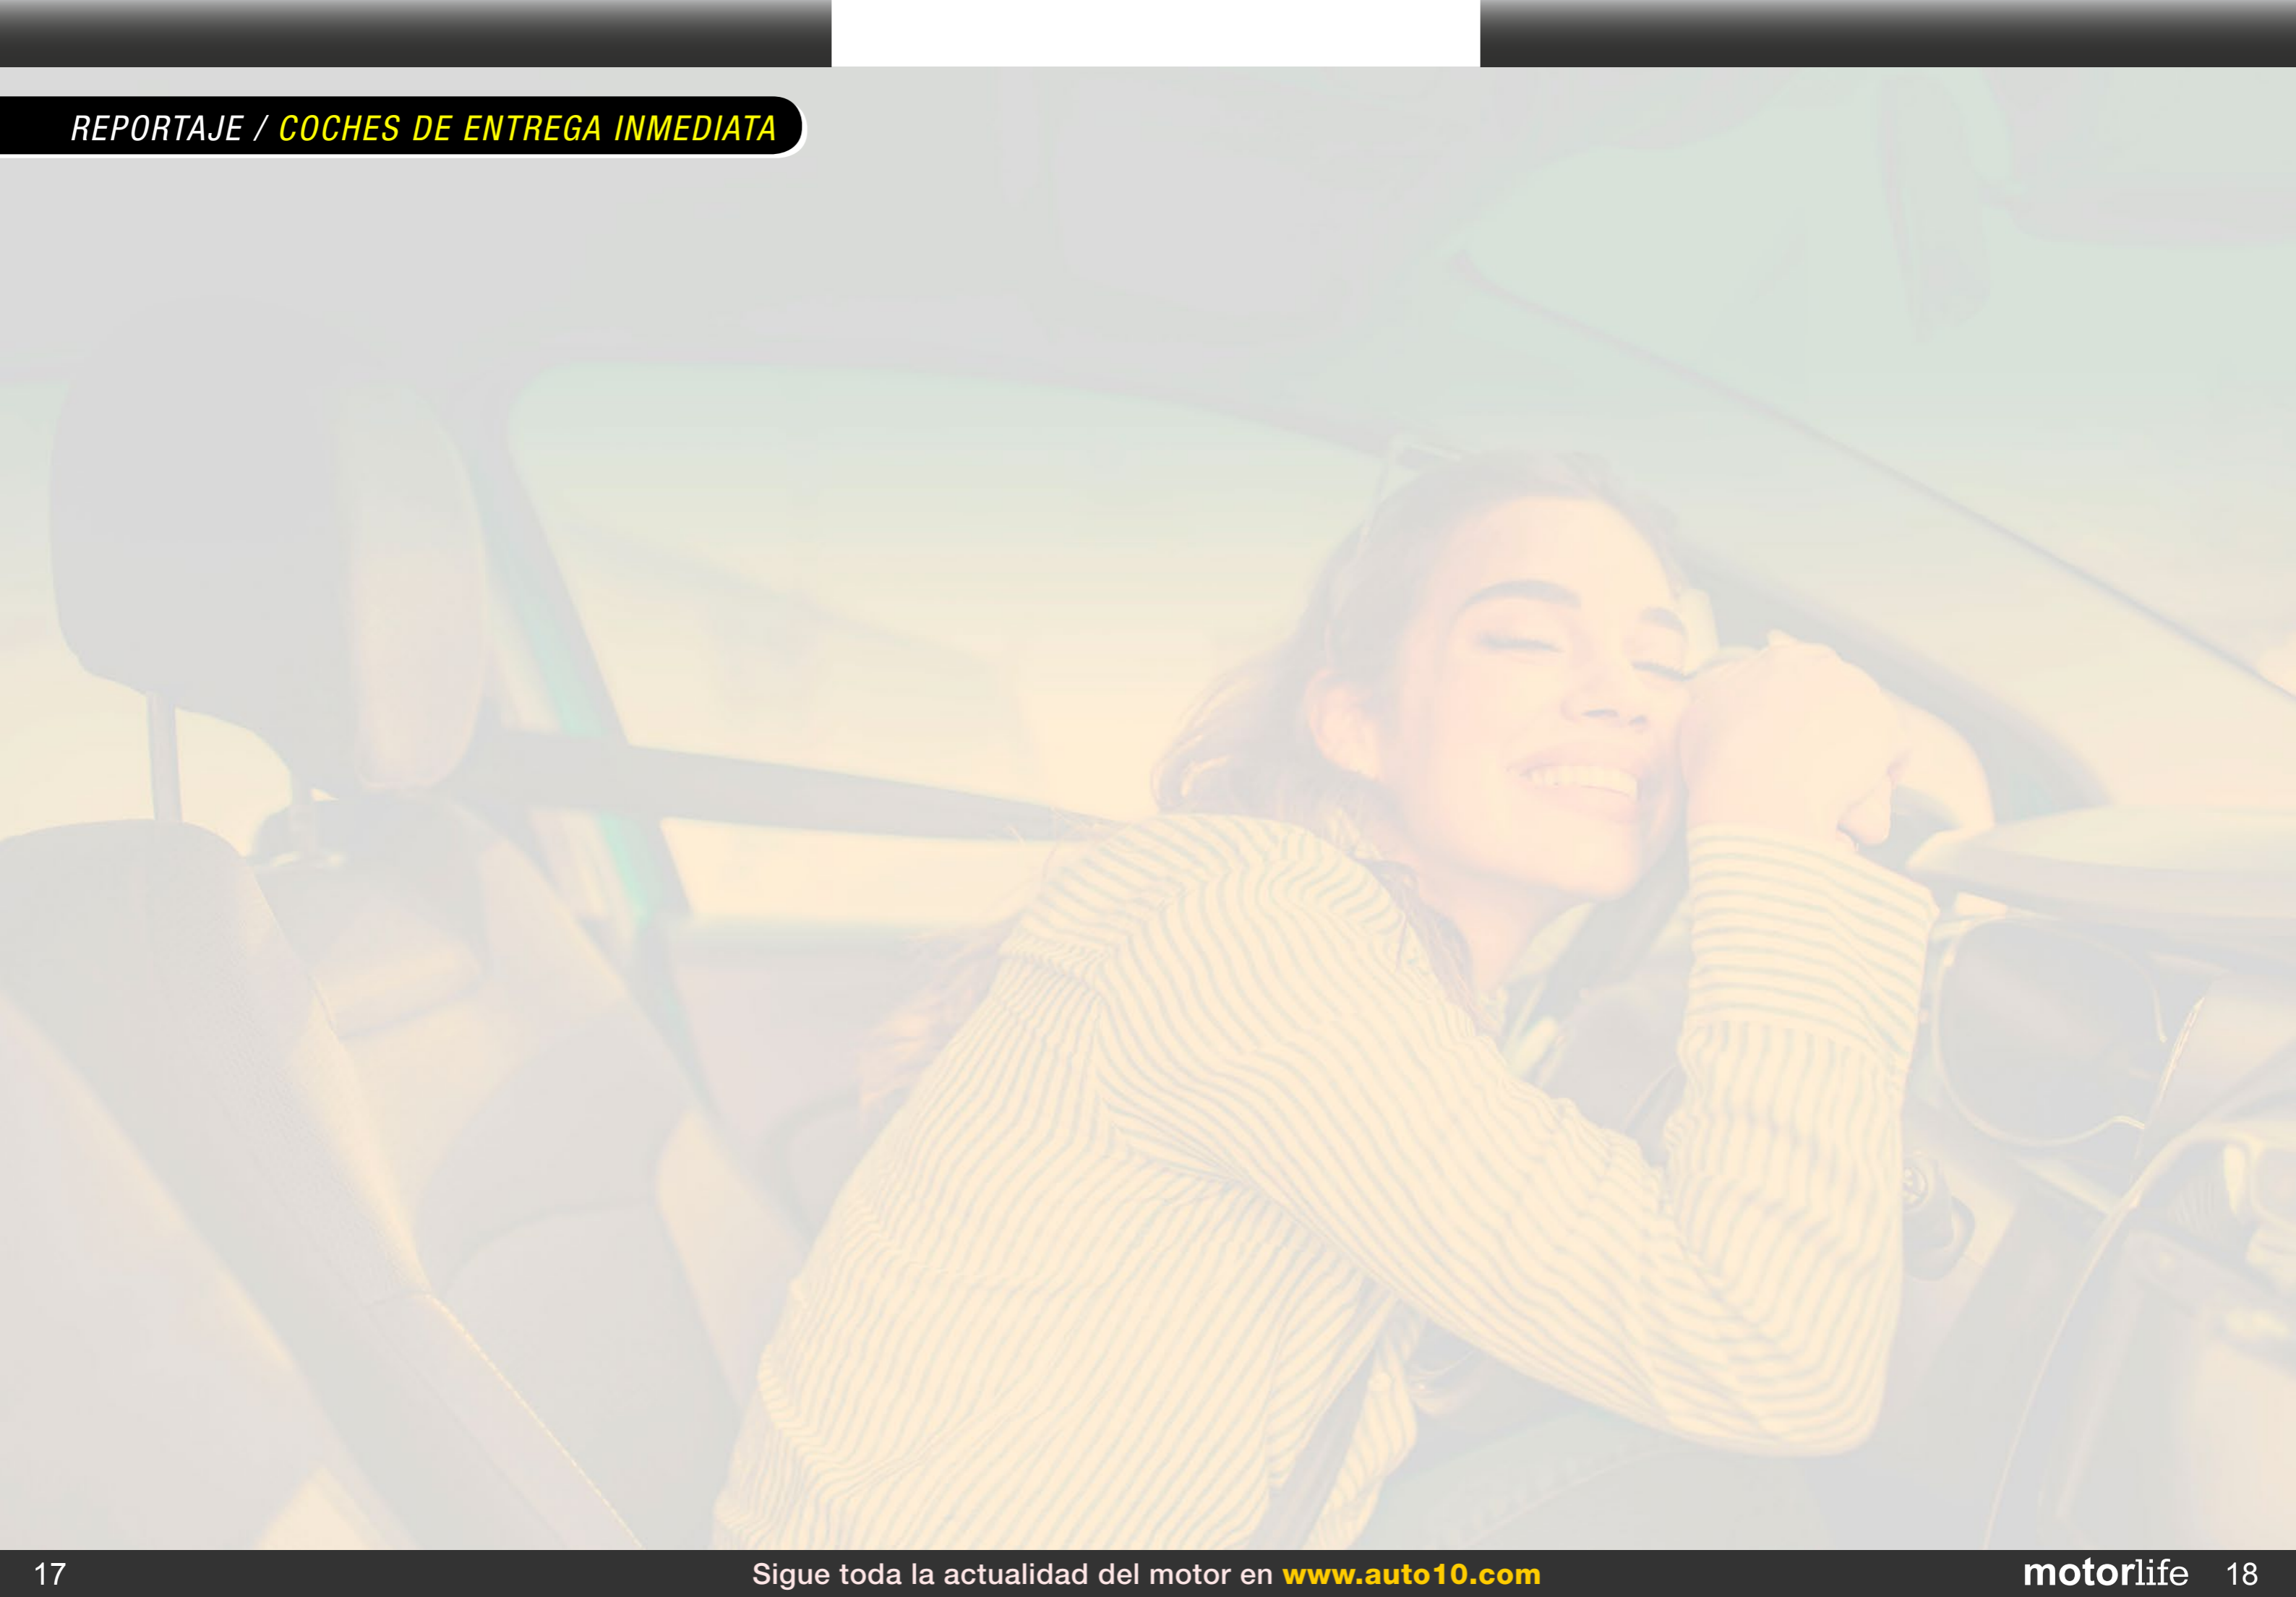 REPORTAJE / COCHES DE ENTREGA INMEDIATA
17
Sigue toda la actualidad del motor en www.auto10.com
motorlife 18